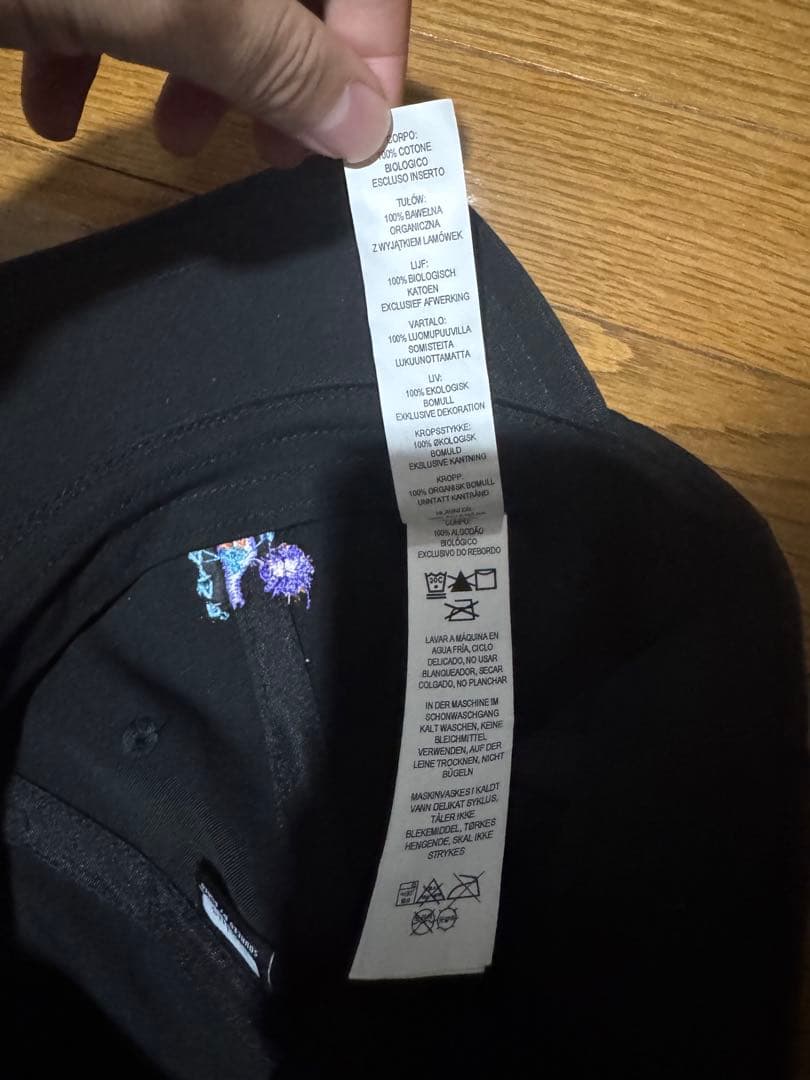 CORPO:
100% COTONE
BIOLOGICO
ESCLUSO INSERTO
TUŁÓW:
100% BAWEŁNA
ORGANICZNA
Z WYJĄTKIEM LAMÓWEK
LIJF:
100% BIOLOGISCH
KATOEN
EXCLUSIEF AFWERKING
VARTALO:
100% LUOMUPUUVILLA
SOMISTEITA
LUKUUNOTTAMATTA
LIV:
100% EKOLOGISK
BOMULL
EXKLUSIVE DEKORATION
KROPSSTYKKE:
100% ØKOLOGISK
BOMULD
EKSLUSIVE KANTNING
KROPP:
100% ORGANISK BOMULL
UNNTATT KANTBÅND
CORPO:
100% ALGODÃO
BIOLÓGICO
EXCLUSIVO DO REBORDO
30C
LAVAR A MÁQUINA EN
AGUA FRÍA, CICLO
DELICADO, NO USAR
BLANQUEADOR, SECAR
COLGADO, NO PLANCHAR
IN DER MASCHINE IM
SCHONWASCHGANG
KALT WASCHEN, KEINE
BLEICHMITTEL
VERWENDEN, AUF DER
LEINE TROCKNEN, NICHT
BÜGELN
MASKINVASKES I KALDT
VANN DELIKAT SYKLUS,
TÅLER IKKE
BLEKEMIDDEL, TØRKES
HENGENDE, SKAL IKKE
STRYKES